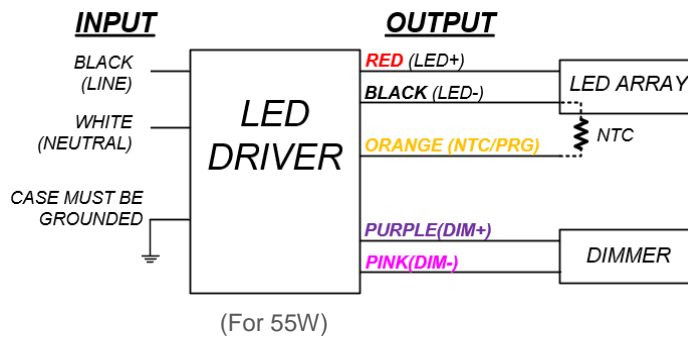 INPUT
OUTPUT
BLACK
(LINE)
WHITE
(NEUTRAL)
CASE MUST BE
GROUNDED
LED
DRIVER
RED (LED+)
BLACK (LED-)
ORANGE (NTC/PRG)
PURPLE(DIM+)
PINK(DIM-)
LED ARRAY
NTC
DIMMER
(For 55W)